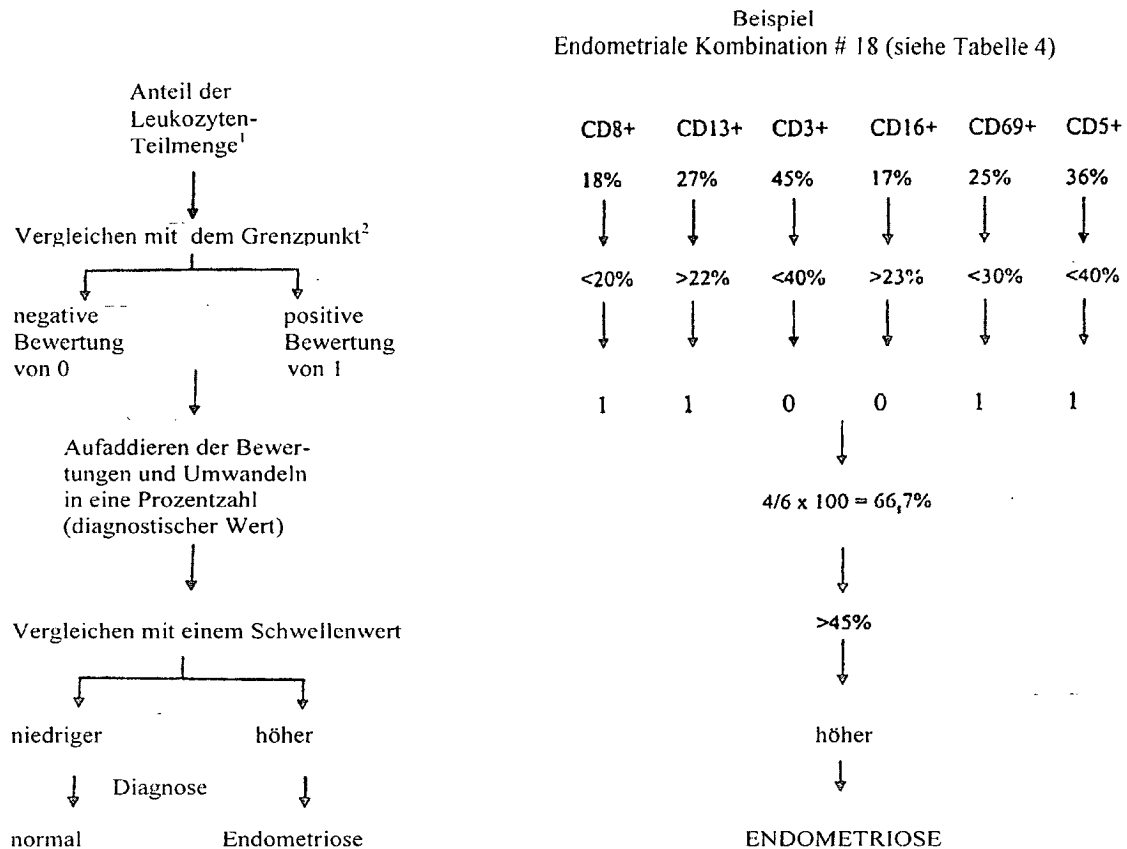 Beispiel
Endometriale Kombination # 18 (siehe Tabelle 4)
Anteil der
Leukozyten-
Teilmenge¹
Vergleichen mit dem Grenzpunkt²
negative
Bewertung
von 0
positive
Bewertung
von 1
Aufaddieren der Bewer-
tungen und Umwandeln
in eine Prozentzahl
(diagnostischer Wert)
Vergleichen mit einem Schwellenwert
niedriger höher
Diagnose
normal Endometriose
CD8+ CD13+ CD3+ CD16+ CD69+ CD5+
18% 27% 45% 17% 25% 36%
<20% >22% <40% >23% <30% <40%
1 1 0 0 1 1
4/6 x 100 = 66,7%
>45%
höher
ENDOMETRIOSE